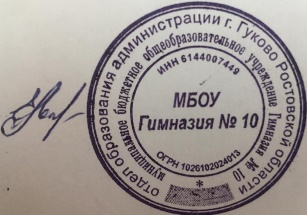 отдел образования администрации г. Гуково Ростовской области
муниципальное бюджетное общеобразовательное учреждение Гимназия № 10
ИНН 6144007449
МБОУ
Гимназия № 10
ОГРН 1026102024013
*